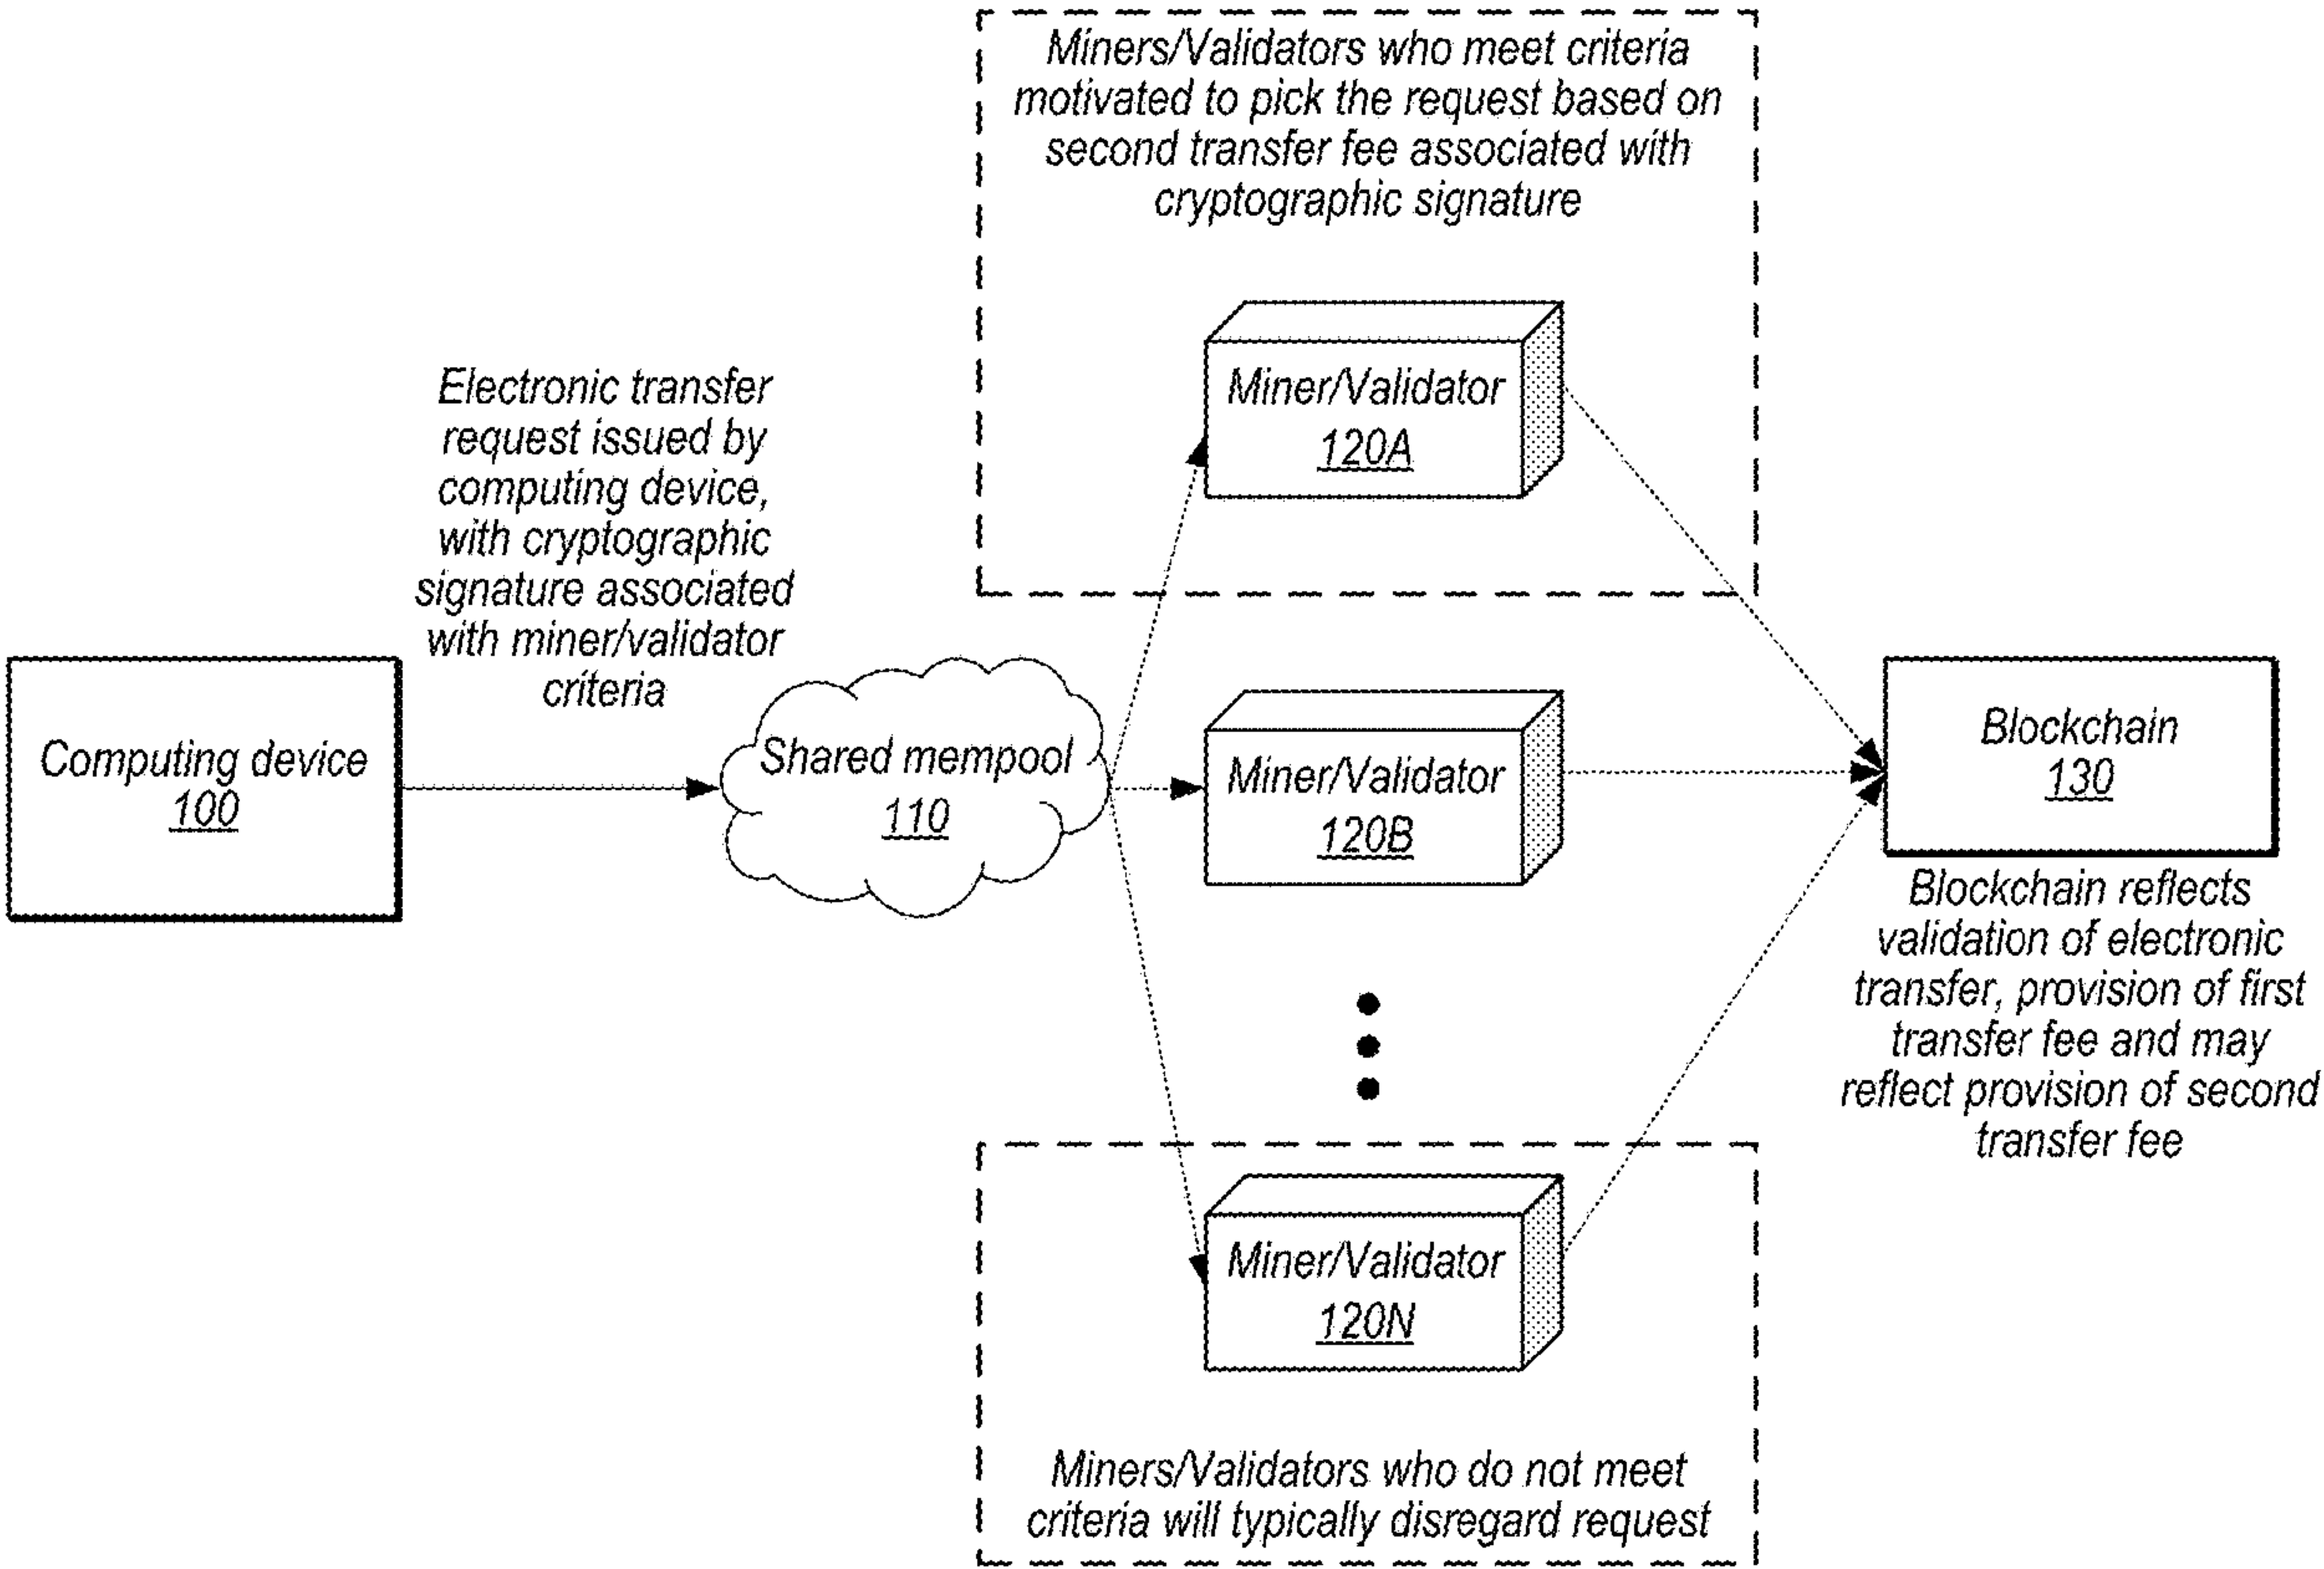 Miners/Validators who meet criteria
motivated to pick the request based on
second transfer fee associated with
cryptographic signature
Miner/Validator
120A
Electronic transfer
request issued by
computing device,
with cryptographic
signature associated
with miner/validator
criteria
Computing device
100
Shared mempool
110
Miner/Validator
120B
Blockchain
130
Blockchain reflects
validation of electronic
transfer, provision of first
transfer fee and may
reflect provision of second
transfer fee
Miner/Validator
120N
Miners/Validators who do not meet
criteria will typically disregard request